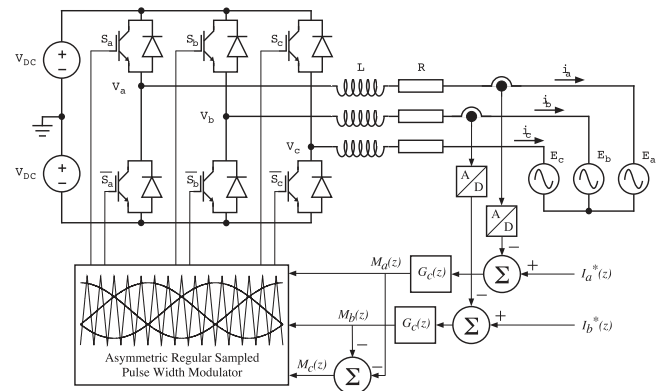 S_a
S_b
S_c
V_DC
+
−
L
R
i_a
V_a
i_b
V_b
i_c
V_c
V_DC
+
−
S̅_a
S̅_b
S̅_c
A
D
A
D
E_c
E_b
E_a
−
M_a(z)
G_c(z)
Σ
+
I_a*(z)
−
M_b(z)
G_c(z)
Σ
+
I_b*(z)
−
Asymmetric Regular Sampled
Pulse Width Modulator
M_c(z)
Σ
−